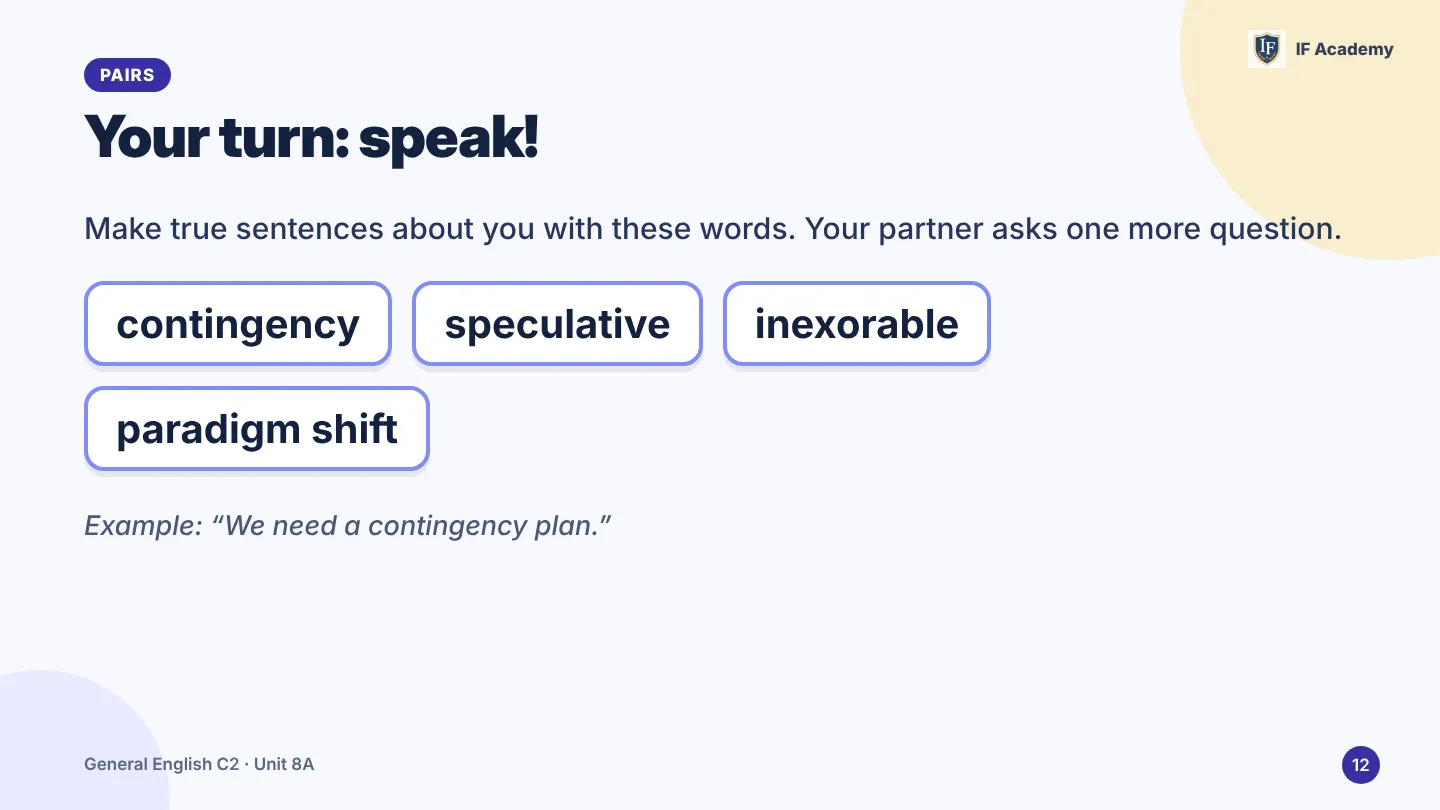 IF
IF Academy
PAIRS
Your turn: speak!
Make true sentences about you with these words. Your partner asks one more question.
contingency
speculative
inexorable
paradigm shift
Example: “We need a contingency plan.”
General English C2 · Unit 8A
12